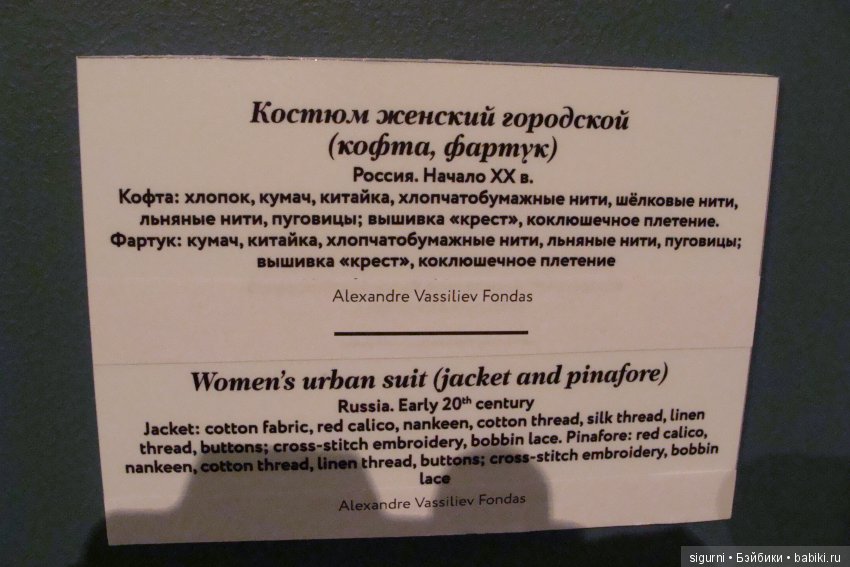 Костюм женский городской
(кофта, фартук)
Россия. Начало XX в.
Кофта: хлопок, кумач, китайка, хлопчатобумажные нити, шёлковые нити,
льняные нити, пуговицы; вышивка «крест», коклюшечное плетение.
Фартук: кумач, китайка, хлопчатобумажные нити, льняные нити, пуговицы;
вышивка «крест», коклюшечное плетение
Alexandre Vassiliev Fondas
Women's urban suit (jacket and pinafore)
Russia. Early 20th century
Jacket: cotton fabric, red calico, nankeen, cotton thread, silk thread, linen
thread, buttons; cross-stitch embroidery, bobbin lace. Pinafore: red calico,
nankeen, cotton thread, linen thread, buttons; cross-stitch embroidery, bobbin
lace
Alexandre Vassiliev Fondas
sigurni • Бэйбики • babiki.ru